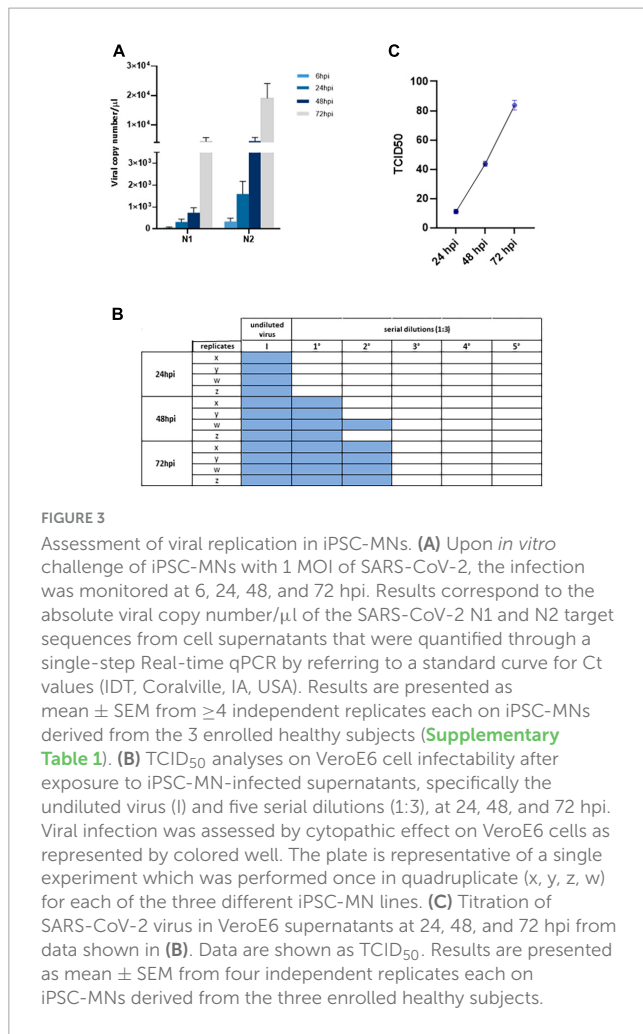 A
3×10⁴
2×10⁴
1×10⁴
3×10³
2×10³
1×10³
0
Viral copy number/µl
N1
N2
6hpi
24hpi
48hpi
72hpi
C
100
80
60
40
20
0
TCID50
24 hpi
48 hpi
72 hpi
B
undiluted virus
serial dilutions (1:3)
replicates
I
1°
2°
3°
4°
5°
24hpi
x
y
w
z
48hpi
x
y
w
z
72hpi
x
y
w
z
FIGURE 3
Assessment of viral replication in iPSC-MNs. (A) Upon in vitro
challenge of iPSC-MNs with 1 MOI of SARS-CoV-2, the infection
was monitored at 6, 24, 48, and 72 hpi. Results correspond to the
absolute viral copy number/µl of the SARS-CoV-2 N1 and N2 target
sequences from cell supernatants that were quantified through a
single-step Real-time qPCR by referring to a standard curve for Ct
values (IDT, Coralville, IA, USA). Results are presented as
mean ± SEM from ≥4 independent replicates each on iPSC-MNs
derived from the 3 enrolled healthy subjects (Supplementary
Table 1). (B) TCID₅₀ analyses on VeroE6 cell infectability after
exposure to iPSC-MN-infected supernatants, specifically the
undiluted virus (I) and five serial dilutions (1:3), at 24, 48, and 72 hpi.
Viral infection was assessed by cytopathic effect on VeroE6 cells as
represented by colored well. The plate is representative of a single
experiment which was performed once in quadruplicate (x, y, z, w)
for each of the three different iPSC-MN lines. (C) Titration of
SARS-CoV-2 virus in VeroE6 supernatants at 24, 48, and 72 hpi from
data shown in (B). Data are shown as TCID₅₀. Results are presented
as mean ± SEM from four independent replicates each on
iPSC-MNs derived from the three enrolled healthy subjects.